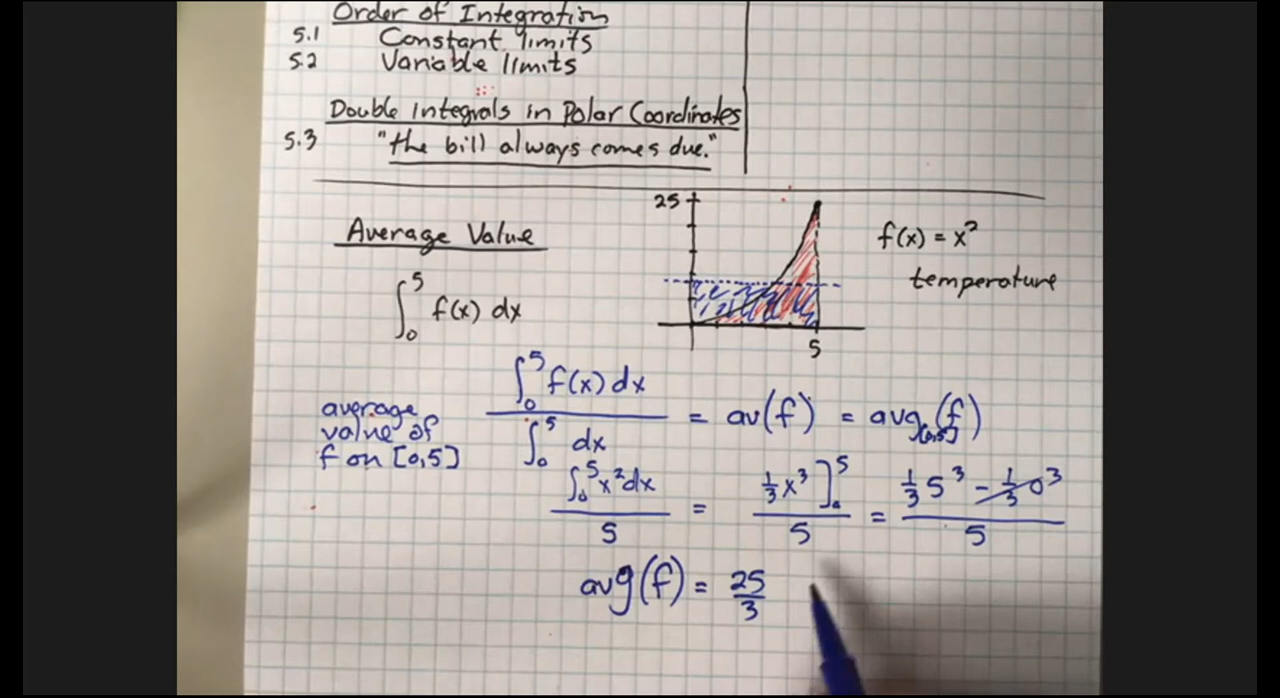 Order of Integration
5.1 Constant limits
5.2 Variable limits
Double Integrals in Polar Coordinates
5.3 "the bill always comes due."
Average Value
25
f(x) = x²
temperature
5
∫₀⁵ f(x) dx
average value of f on [0,5]
∫₀⁵ f(x) dx / ∫₀⁵ dx = av(f) = avg_[0,5](f)
∫₀⁵ x² dx / 5 = ⅓x³]₀⁵ / 5 = (⅓5³ - ⅓0³) / 5
avg(f) = 25/3